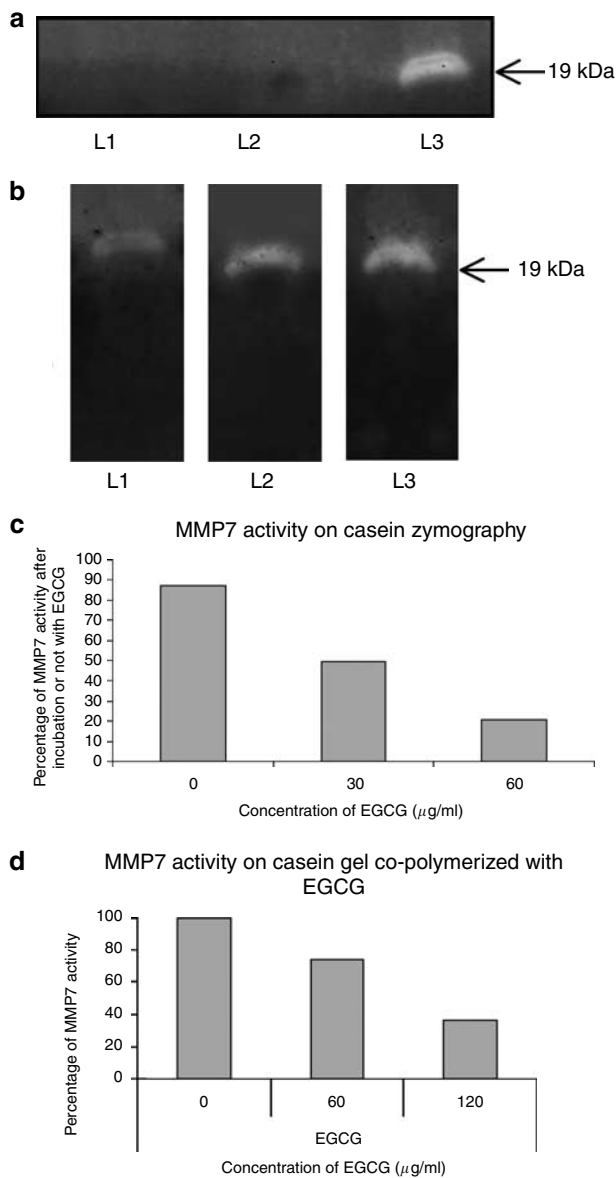 a
19 kDa
L1 L2 L3
b
19 kDa
L1 L2 L3
c
MMP7 activity on casein zymography
Percentage of MMP7 activity after
incubation or not with EGCG
100
90
80
70
60
50
40
30
20
10
0
0 30 60
Concentration of EGCG (μg/ml)
d
MMP7 activity on casein gel co-polymerized with
EGCG
Percentage of MMP7 activity
100
80
60
40
20
0
0 60 120
EGCG
Concentration of EGCG (μg/ml)